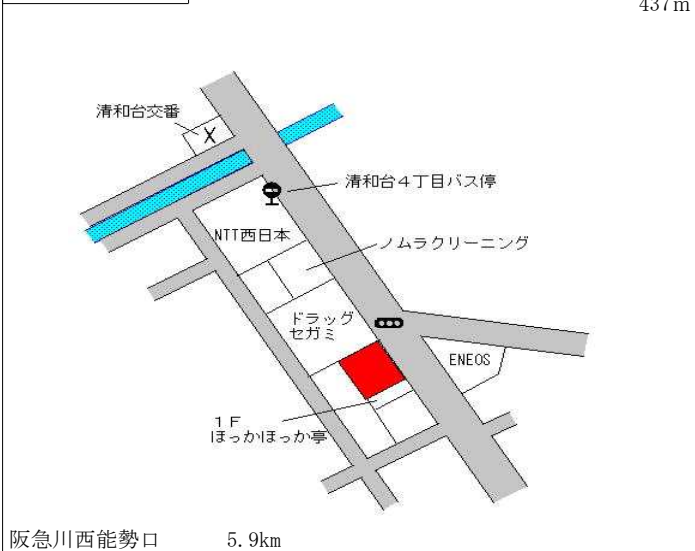 437m
清和台交番
X
清和台４丁目バス停
NTT西日本
ノムラクリーニング
ドラッグ
セガミ
ENEOS
１Ｆ
ほっかほっか亭
阪急川西能勢口 5.9km